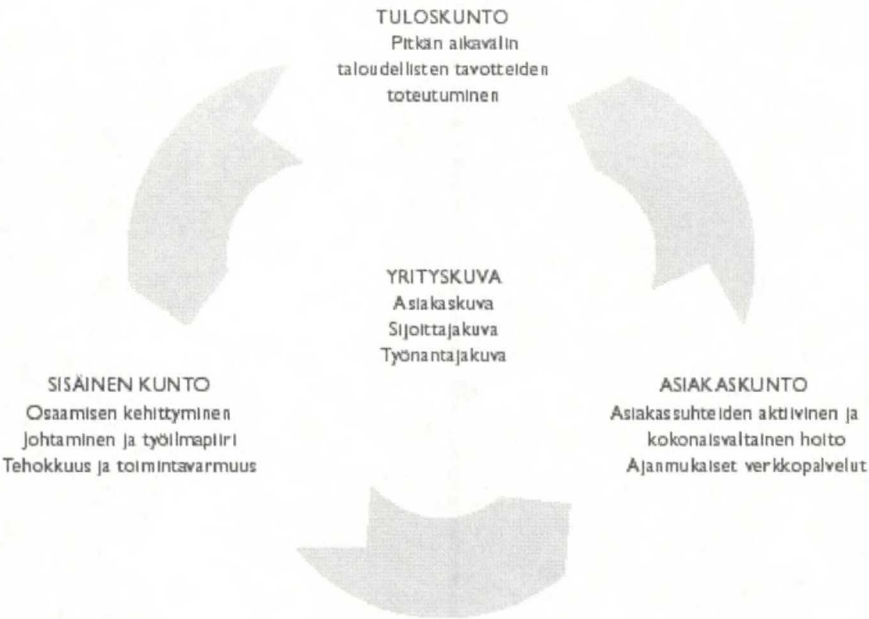 TULOSKUNTO
Pitkän aikavälin
taloudellisten tavotteiden
toteutuminen
YRITYSKUVA
Asiakaskuva
Sijoittajakuva
Työnantajakuva
SISÄINEN KUNTO
Osaamisen kehittyminen
Johtaminen ja työilmapiiri
Tehokkuus ja toimintavarmuus
ASIAKASKUNTO
Asiakassuhteiden aktiivinen ja
kokonaisvaltainen hoito
Ajanmukaiset verkkopalvelut